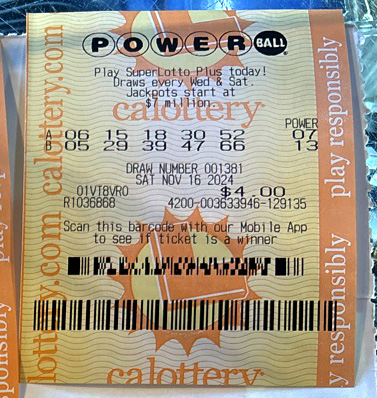 POWERBALL
Play SuperLotto Plus today!
Draws every Wed & Sat.
Jackpots start at
$7 million.
calottery
POWER
A 06 15 18 30 52 07
B 05 29 39 47 66 13
DRAW NUMBER 001381
SAT NOV 16 2024
01VT8VRO $4.00
R1036868 4200-003633946-129135
Scan this barcode with our Mobile App
to see if ticket is a winner
calottery
calottery.com
lottery.com
play responsibly
y responsibly
ponsibly